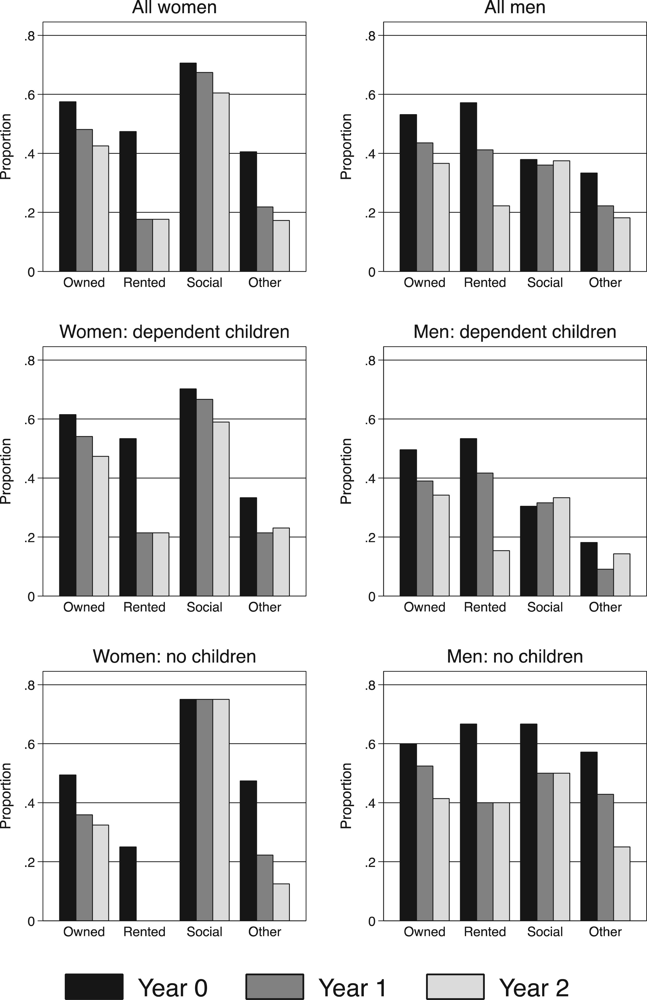 All women
.8
.6
.4
.2
0
Proportion
Owned Rented Social Other
All men
.8
.6
.4
.2
0
Proportion
Owned Rented Social Other
Women: dependent children
.8
.6
.4
.2
0
Proportion
Owned Rented Social Other
Men: dependent children
.8
.6
.4
.2
0
Proportion
Owned Rented Social Other
Women: no children
.8
.6
.4
.2
0
Proportion
Owned Rented Social Other
Men: no children
.8
.6
.4
.2
0
Proportion
Owned Rented Social Other
Year 0 Year 1 Year 2